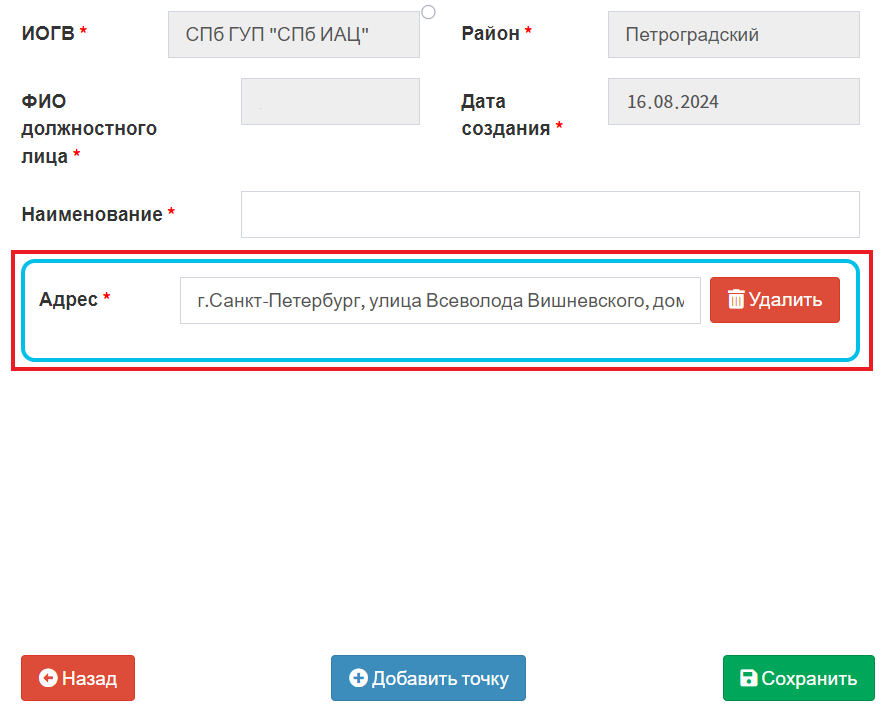 ИОГВ * СПб ГУП "СПб ИАЦ" Район * Петроградский
ФИО
должностного
лица *
Дата
создания *
16.08.2024
Наименование *
Адрес * г.Санкт-Петербург, улица Всеволода Вишневского, дом Удалить
Назад Добавить точку Сохранить